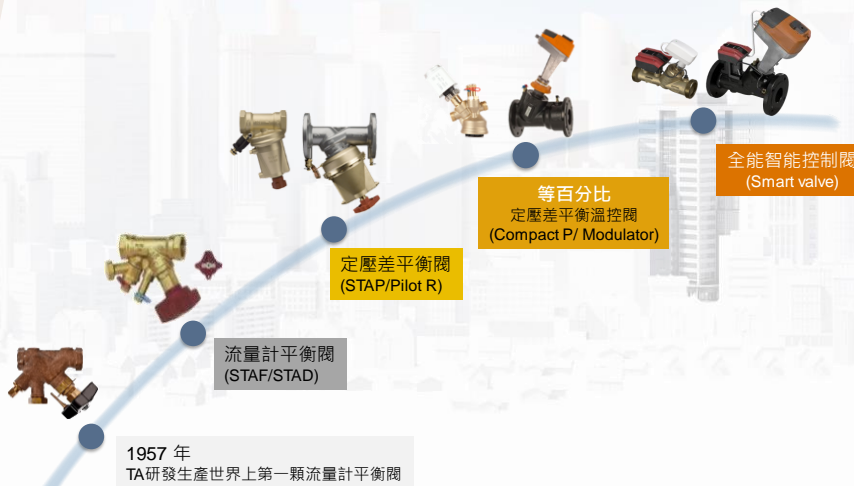 全能智能控制閥
(Smart valve)
等百分比
定壓差平衡溫控閥
(Compact P/ Modulator)
定壓差平衡閥
(STAP/Pilot R)
流量計平衡閥
(STAF/STAD)
1957 年
TA研發生產世界上第一顆流量計平衡閥